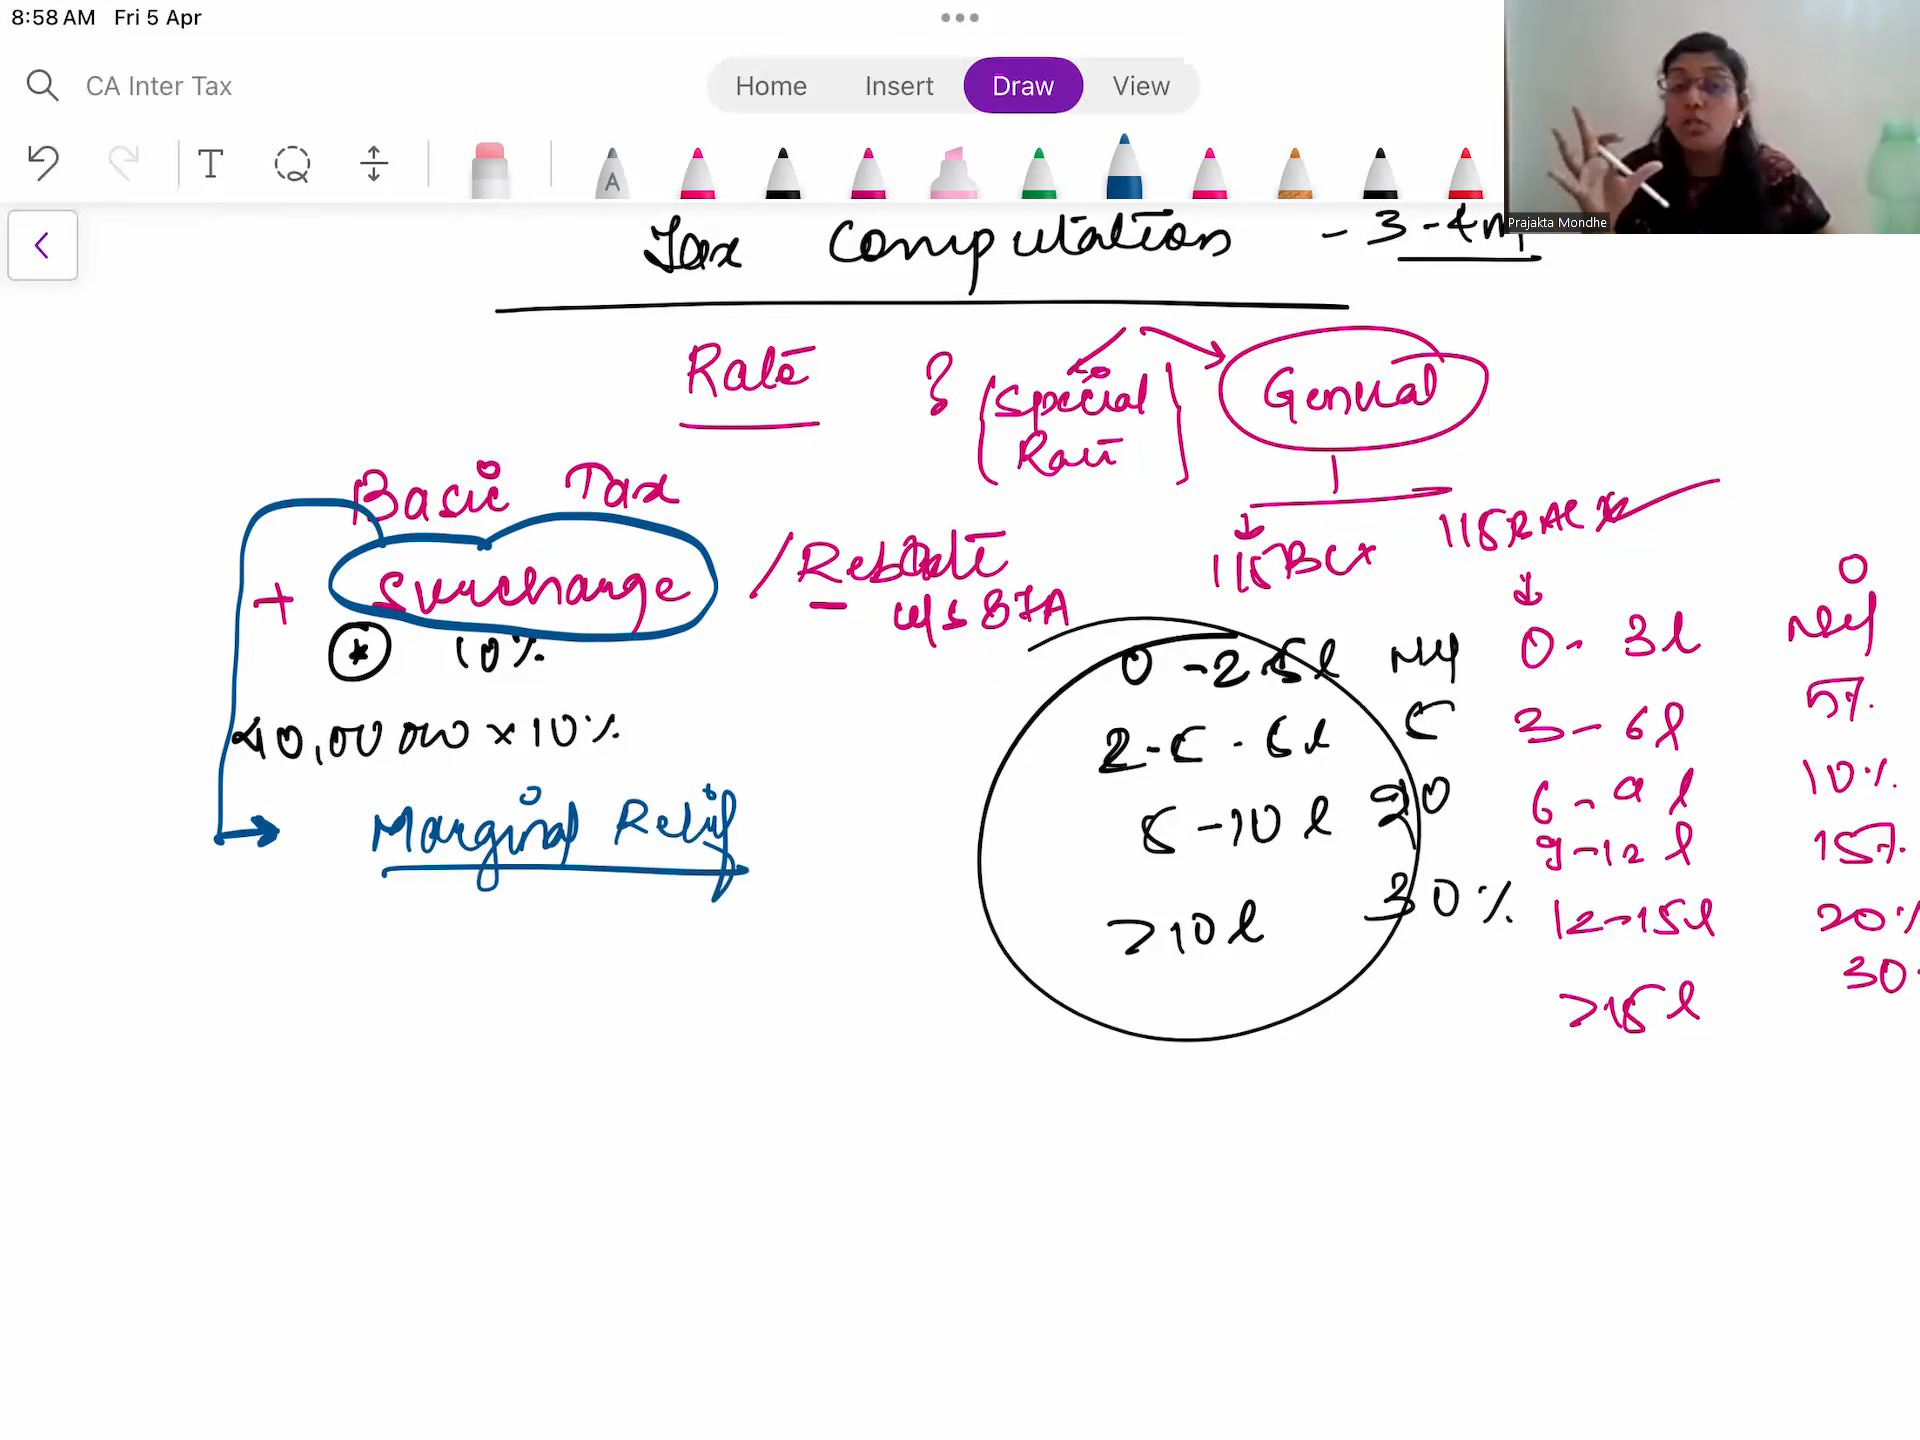 8:58 AM Fri 5 Apr
CA Inter Tax
Home Insert Draw View
T
A
Prajakta Mondhe
Tax Computation - 3-4m
Rate { Special Rate General
Basic Tax
+ Surcharge / Rebate u/s 87A
* 10%
40,00000 x 10%
Marginal Relief
115BC x
0 - 2.5l Nil
2.5 - 5l 5
5 - 10l 20
>10l 30%
0 - 3l Nil
3 - 6l 5%
6 - 9l 10%
9 - 12l 15%
12 - 15l 20%
>15l 30